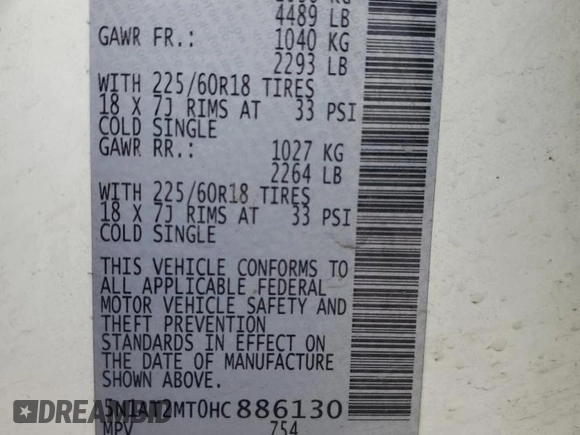 4489 LB
GAWR FR.: 1040 KG
2293 LB
WITH 225/60R18 TIRES
18 X 7J RIMS AT 33 PSI
COLD SINGLE
GAWR RR.: 1027 KG
2264 LB
WITH 225/60R18 TIRES
18 X 7J RIMS AT 33 PSI
COLD SINGLE
THIS VEHICLE CONFORMS TO
ALL APPLICABLE FEDERAL
MOTOR VEHICLE SAFETY AND
THEFT PREVENTION
STANDARDS IN EFFECT ON
THE DATE OF MANUFACTURE
SHOWN ABOVE.
5N1AT2MT0HC886130
DREAMBID
MPV 754